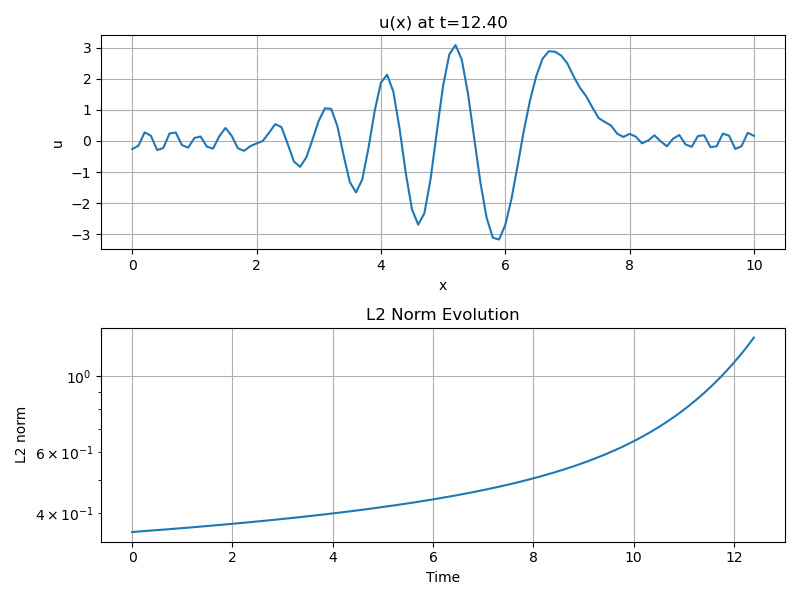 u(x) at t=12.40
3
2
1
0
−1
−2
−3
u
0 2 4 6 8 10
x
L2 Norm Evolution
10⁰
6 × 10⁻¹
4 × 10⁻¹
L2 norm
0 2 4 6 8 10 12
Time